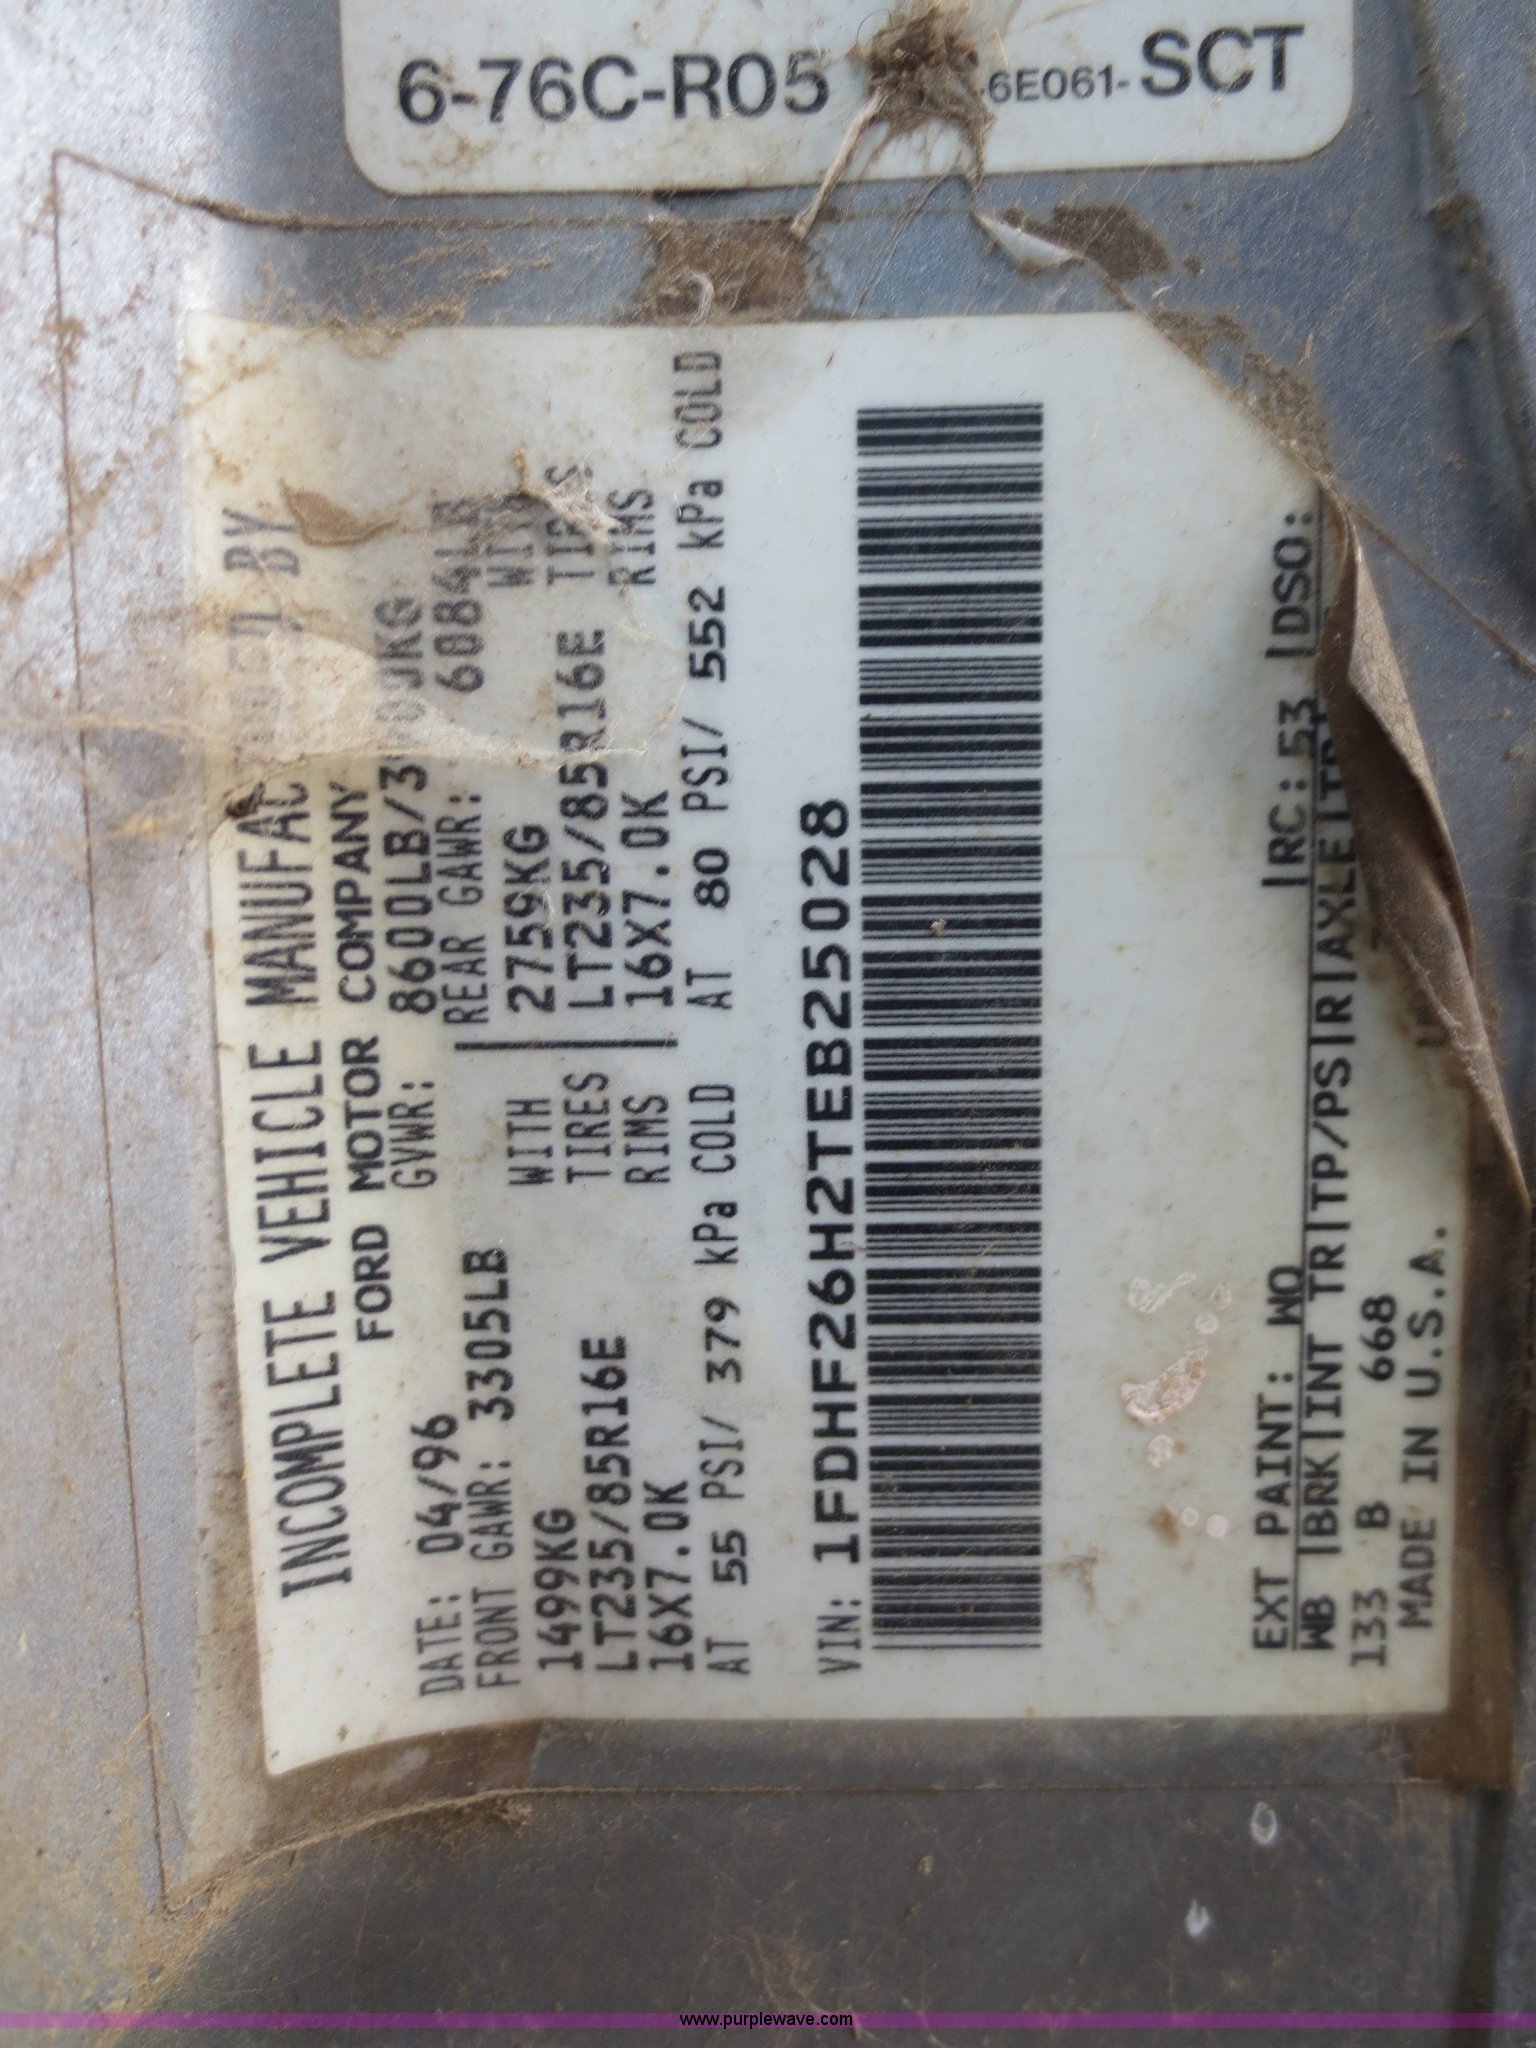 6-76C-R05 6E061-SCT
INCOMPLETE VEHICLE MANUFAC BY
FORD MOTOR COMPANY
DATE: 04/96 GVWR: 8600LB/
FRONT GAWR: 3305LB REAR GAWR: 6084LB
1499KG WITH 2759KG WITH
LT235/85R16E TIRES LT235/85R16E TIRES
16X7.0K RIMS 16X7.0K RIMS
AT 55 PSI/ 379 kPa COLD AT 80 PSI/ 552 kPa COLD
VIN: 1FDHF26H2TEB25028
EXT PAINT: WO RC: 53 DSO:
WB BRK INT TR TP/PS R AXLE
133 B 668
MADE IN U.S.A.
www.purplewave.com